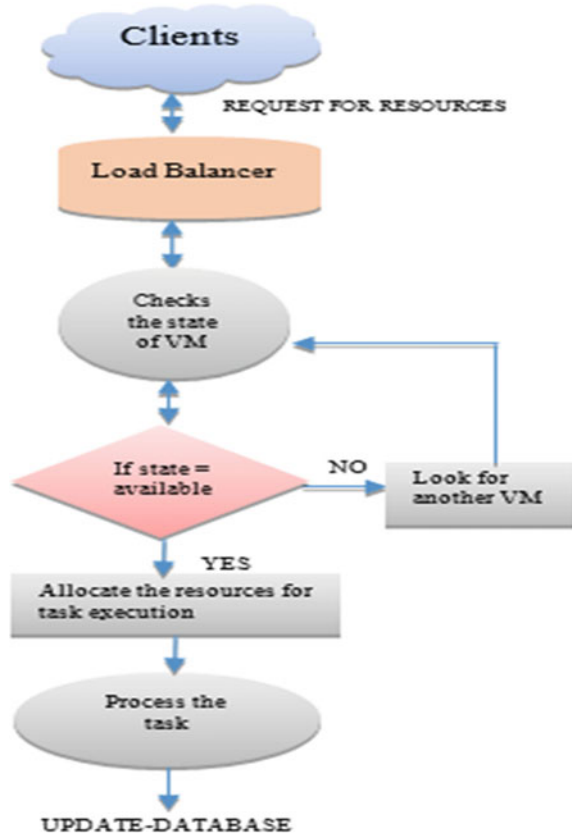 Clients
REQUEST FOR RESOURCES
Load Balancer
Checks
the state
of VM
If state =
available
NO
Look for
another VM
YES
Allocate the resources for
task execution
Process the
task
UPDATE-DATABASE